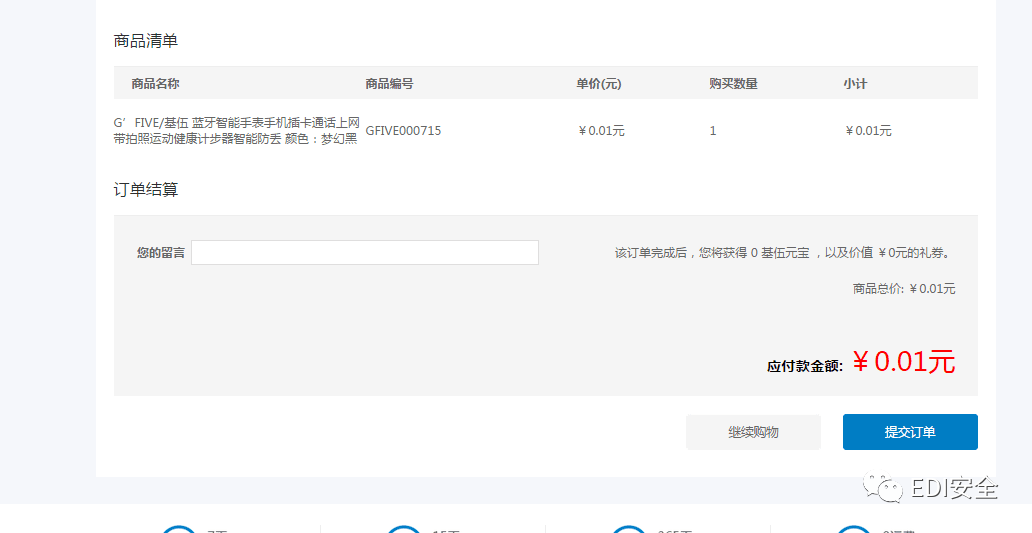 商品清单
商品名称 商品编号 单价(元) 购买数量 小计
G'FIVE/基伍 蓝牙智能手表手机插卡通话上网
带拍照运动健康计步器智能防丢 颜色：梦幻黑
GFIVE000715 ￥0.01元 1 ￥0.01元
订单结算
您的留言
该订单完成后，您将获得 0 基伍元宝 ，以及价值 ￥0元的礼券。
商品总价: ￥0.01元
应付款金额: ￥0.01元
继续购物 提交订单
EDI安全